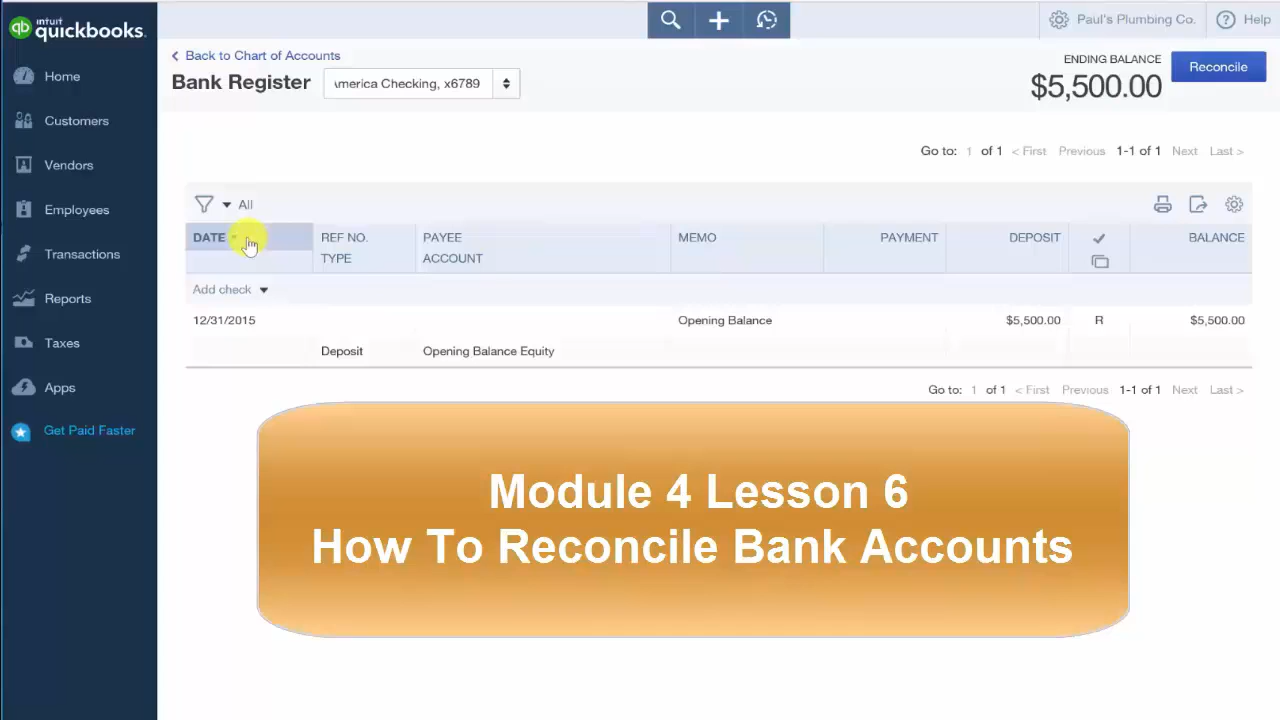 intuit
qb quickbooks.
Paul's Plumbing Co.
Help
Home
Customers
Vendors
Employees
Transactions
Reports
Taxes
Apps
Get Paid Faster
Back to Chart of Accounts
Bank Register
merica Checking, x6789
ENDING BALANCE
$5,500.00
Reconcile
Go to: 1 of 1 < First Previous 1-1 of 1 Next Last >
All
DATE REF NO. PAYEE MEMO PAYMENT DEPOSIT BALANCE
TYPE ACCOUNT
Add check
12/31/2015 Opening Balance $5,500.00 R $5,500.00
Deposit Opening Balance Equity
Go to: 1 of 1 < First Previous 1-1 of 1 Next Last >
Module 4 Lesson 6
How To Reconcile Bank Accounts